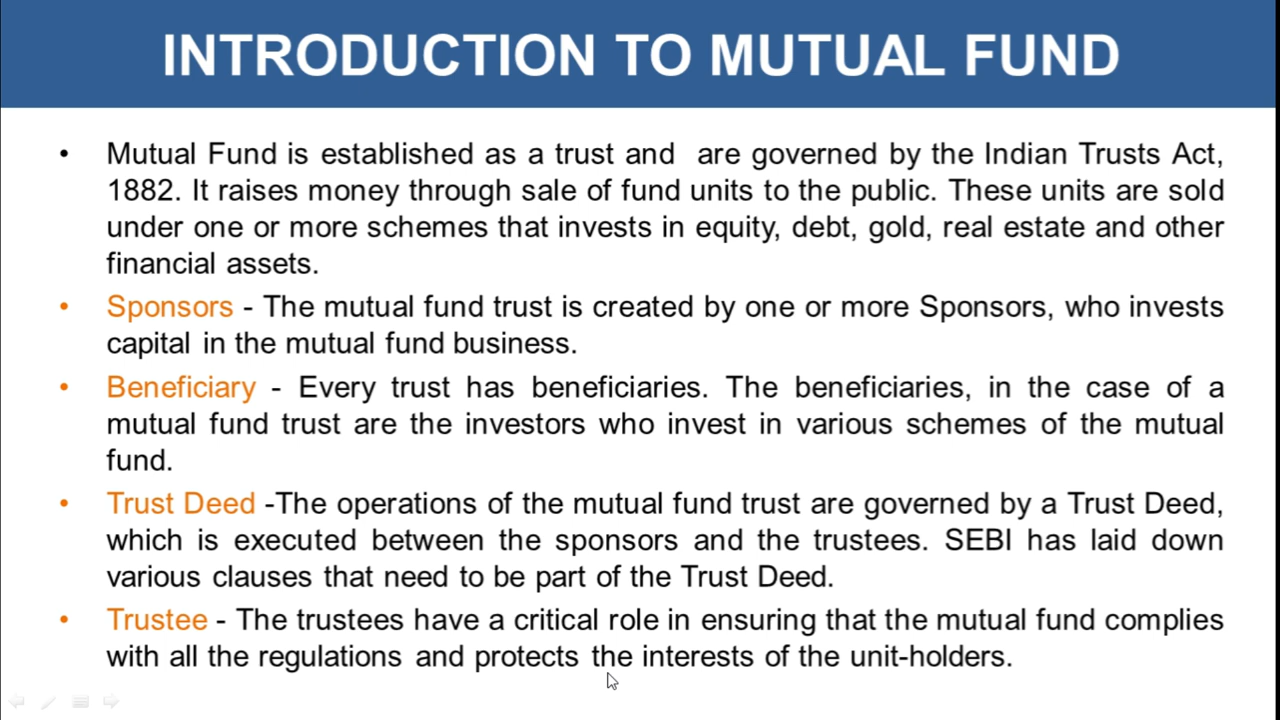 INTRODUCTION TO MUTUAL FUND
• Mutual Fund is established as a trust and are governed by the Indian Trusts Act,
1882. It raises money through sale of fund units to the public. These units are sold
under one or more schemes that invests in equity, debt, gold, real estate and other
financial assets.
• Sponsors - The mutual fund trust is created by one or more Sponsors, who invests
capital in the mutual fund business.
• Beneficiary - Every trust has beneficiaries. The beneficiaries, in the case of a
mutual fund trust are the investors who invest in various schemes of the mutual
fund.
• Trust Deed -The operations of the mutual fund trust are governed by a Trust Deed,
which is executed between the sponsors and the trustees. SEBI has laid down
various clauses that need to be part of the Trust Deed.
• Trustee - The trustees have a critical role in ensuring that the mutual fund complies
with all the regulations and protects the interests of the unit-holders.